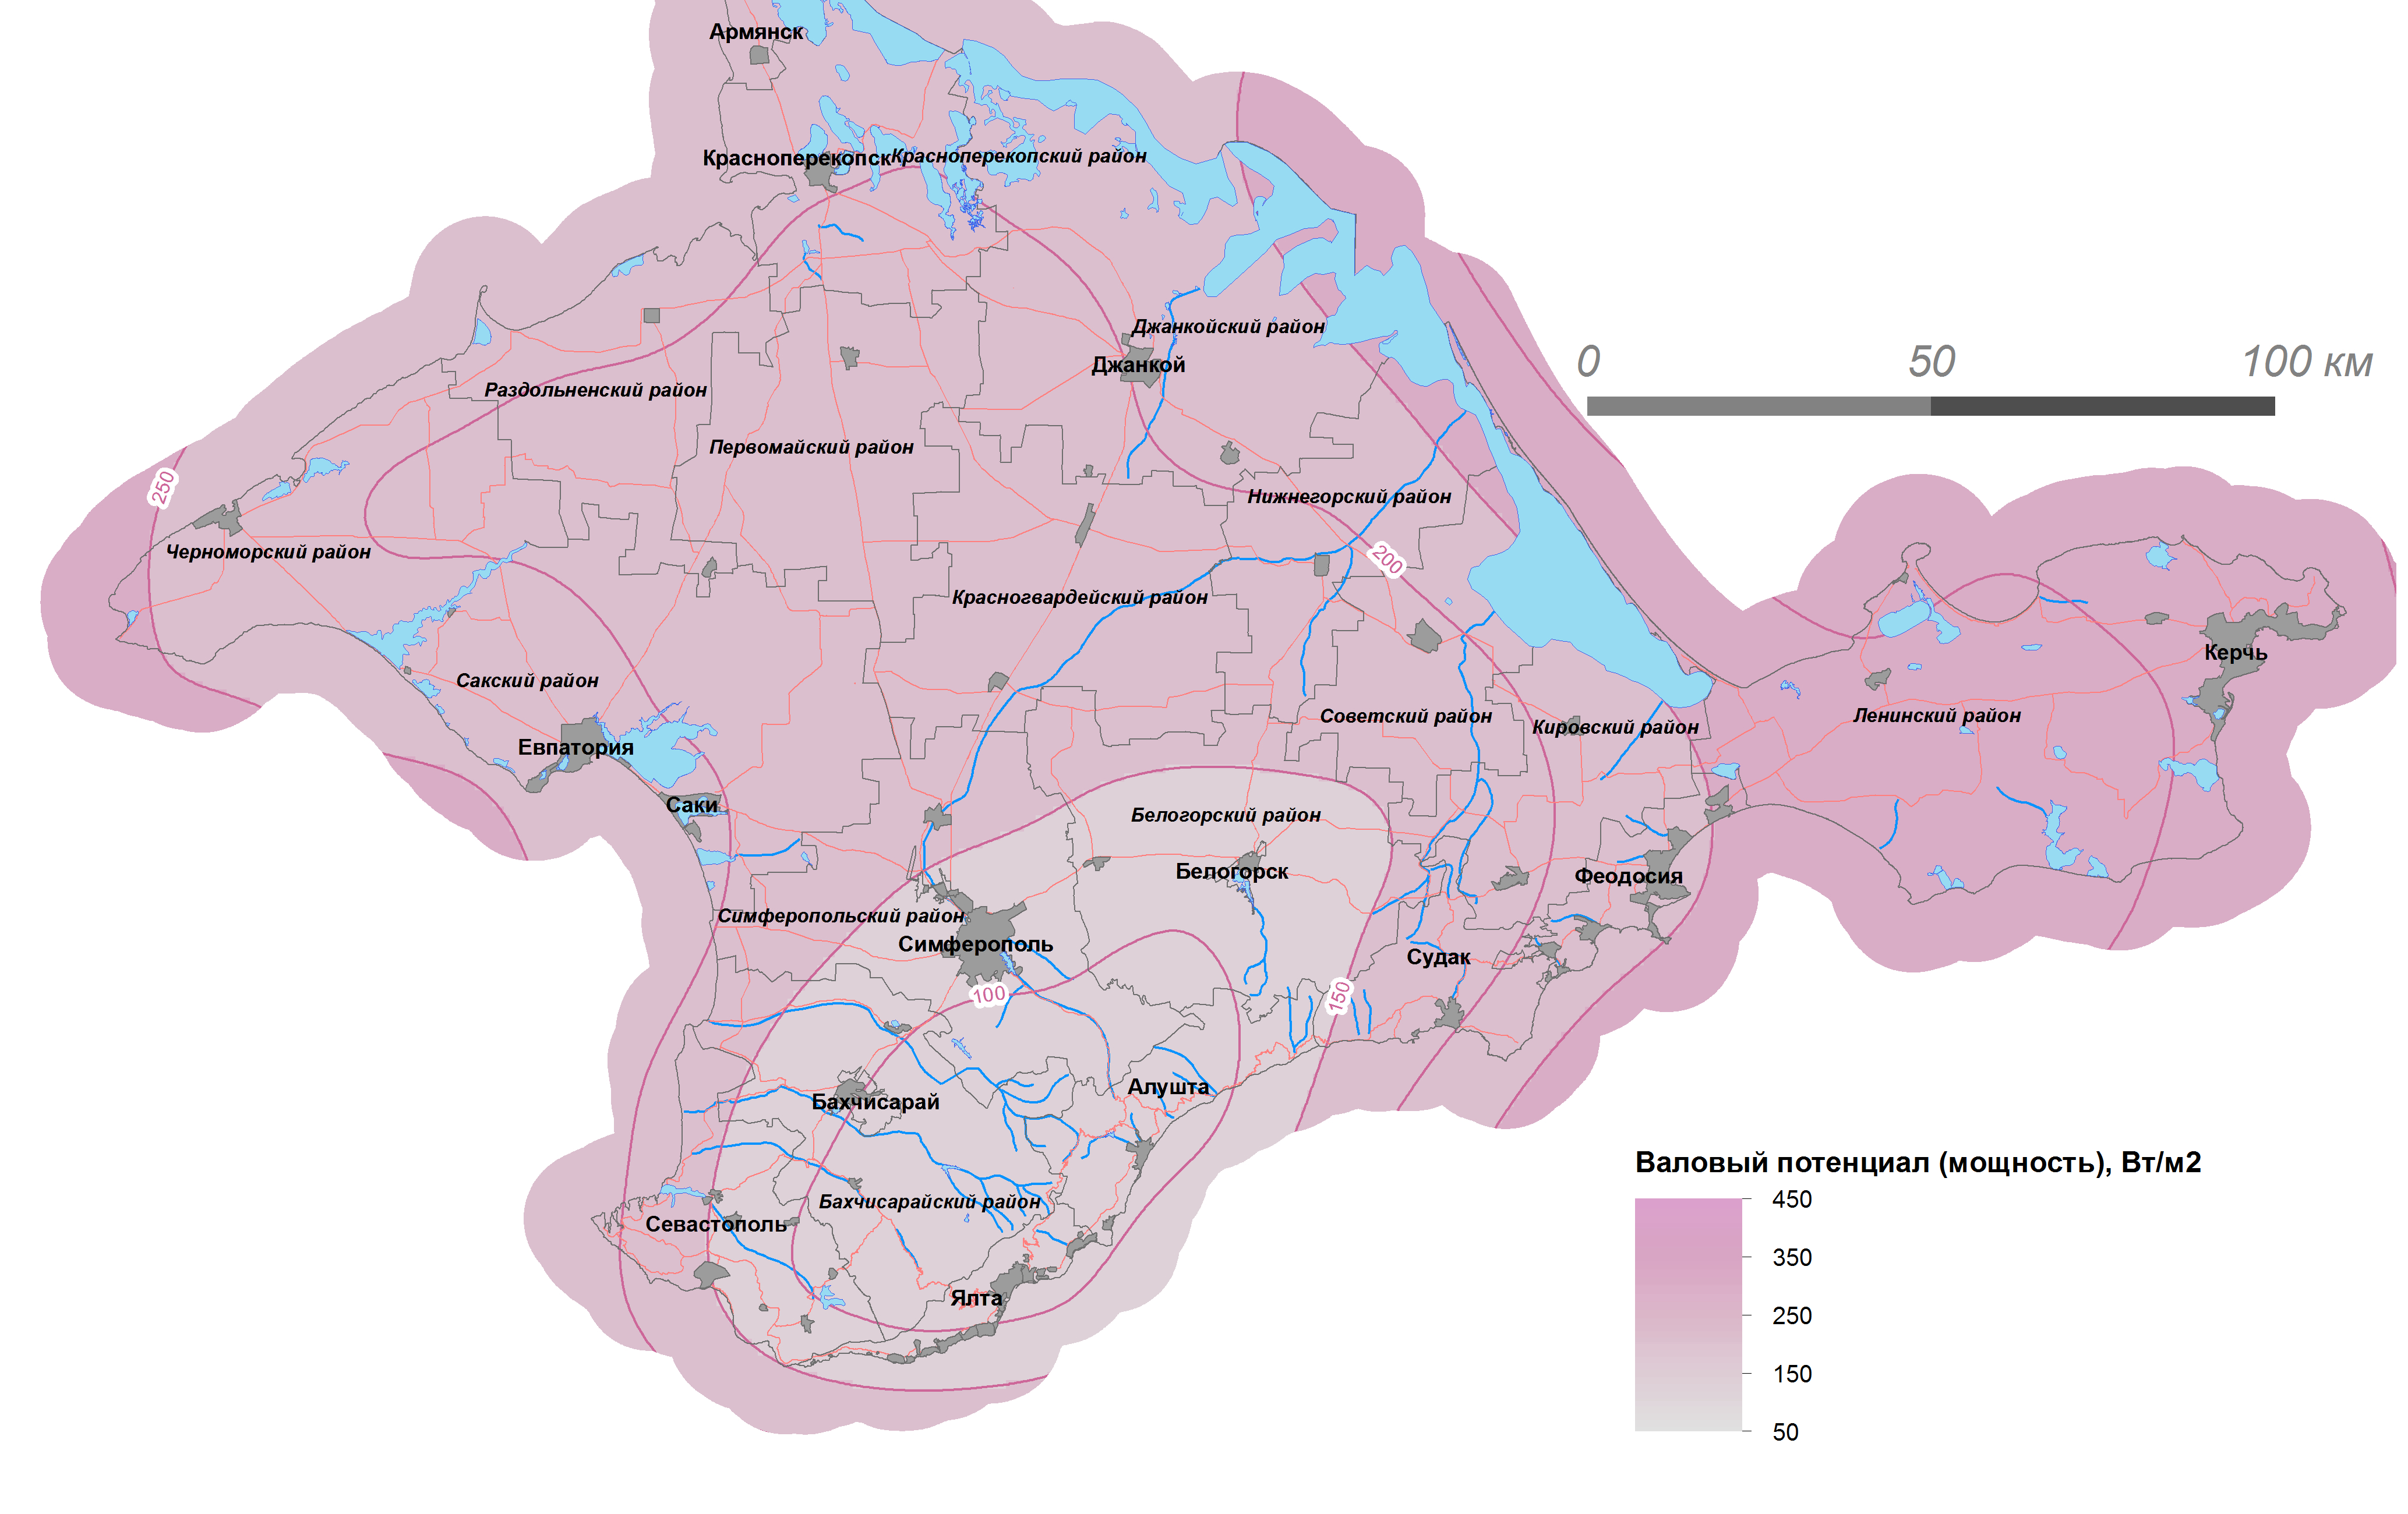 Армянск
Красноперекопск
Красноперекопский район
Джанкойский район
Джанкой
0
50
100 км
Раздольненский район
Первомайский район
250
Нижнегорский район
Черноморский район
200
Красногвардейский район
Керчь
Сакский район
Советский район
Кировский район
Ленинский район
Евпатория
Саки
Белогорский район
Белогорск
Феодосия
Симферопольский район
Симферополь
Судак
100
150
Алушта
Бахчисарай
Бахчисарайский район
Севастополь
Ялта
Валовый потенциал (мощность), Вт/м2
450
350
250
150
50